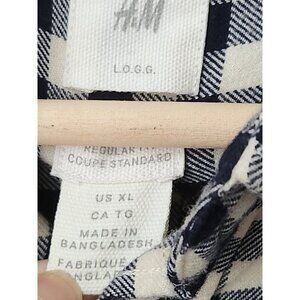 H&M
L.O.G.G.
REGULAR FIT
COUPE STANDARD
US XL
CA TG
MADE IN
BANGLADESH
FABRIQUÉ